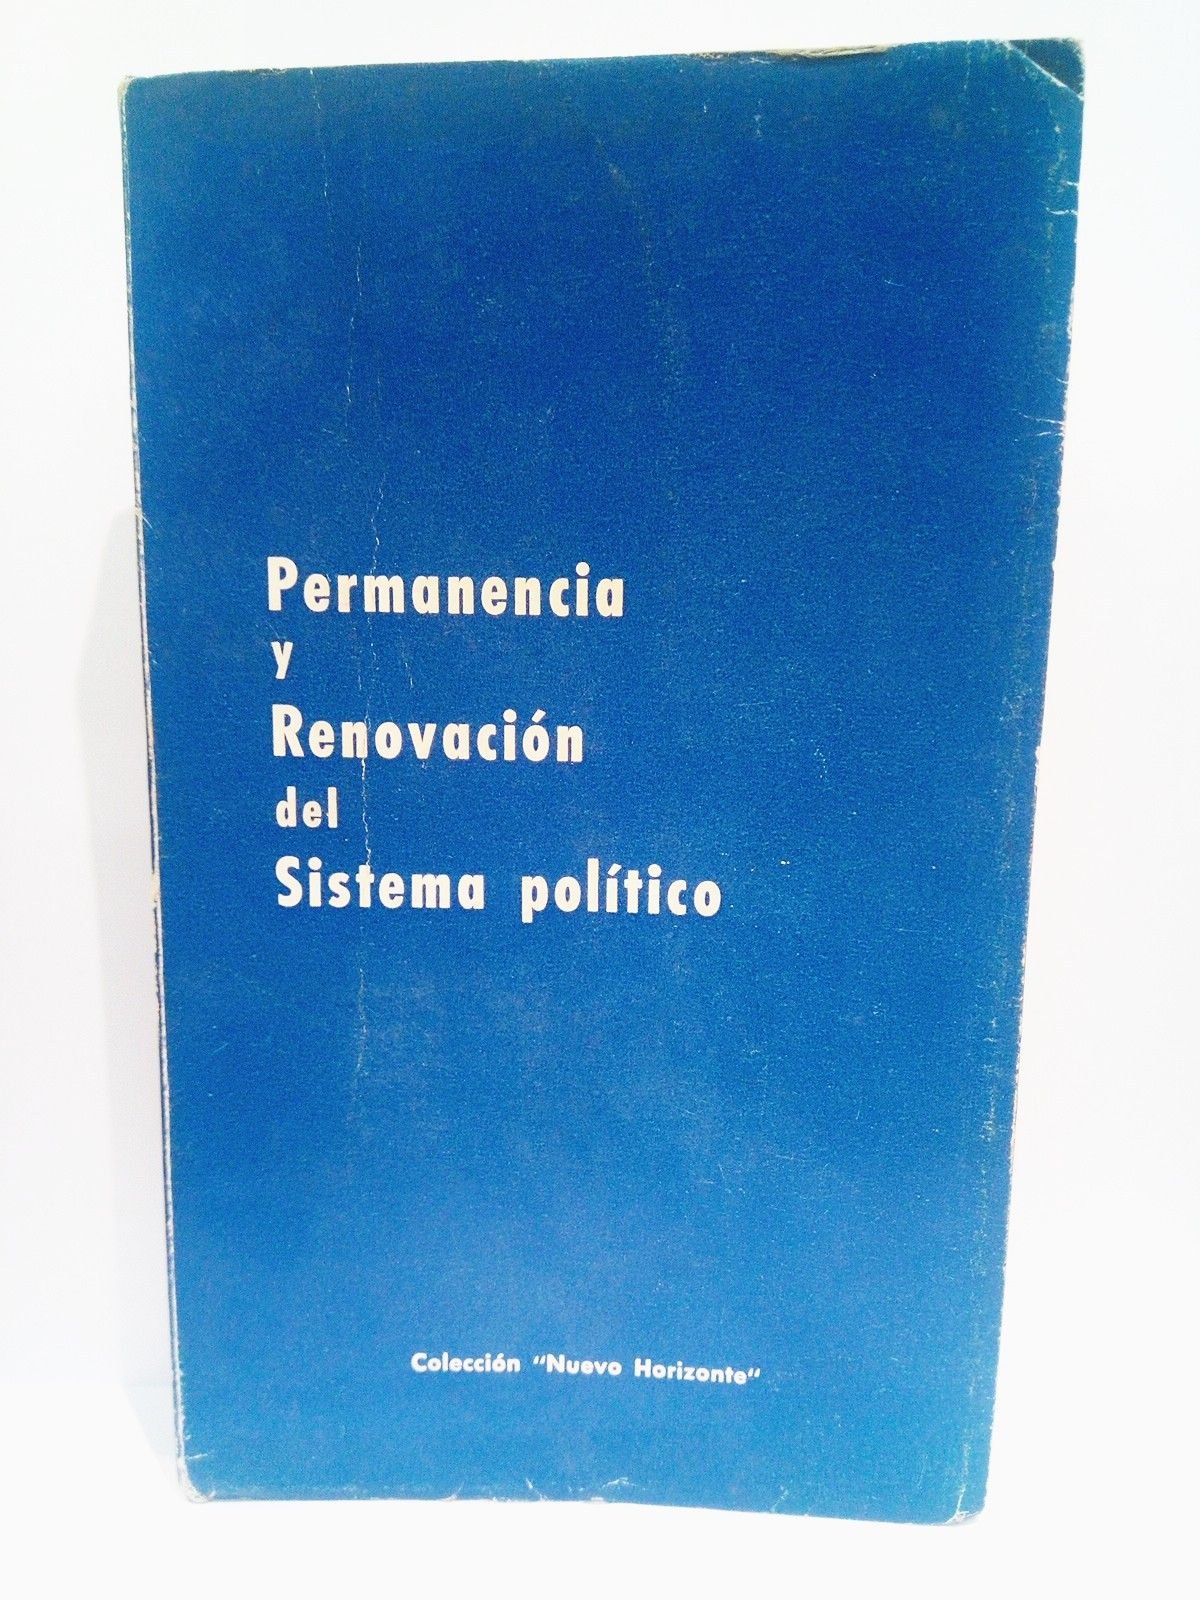 Permanencia
y
Renovación
del
Sistema político
Colección "Nuevo Horizonte"